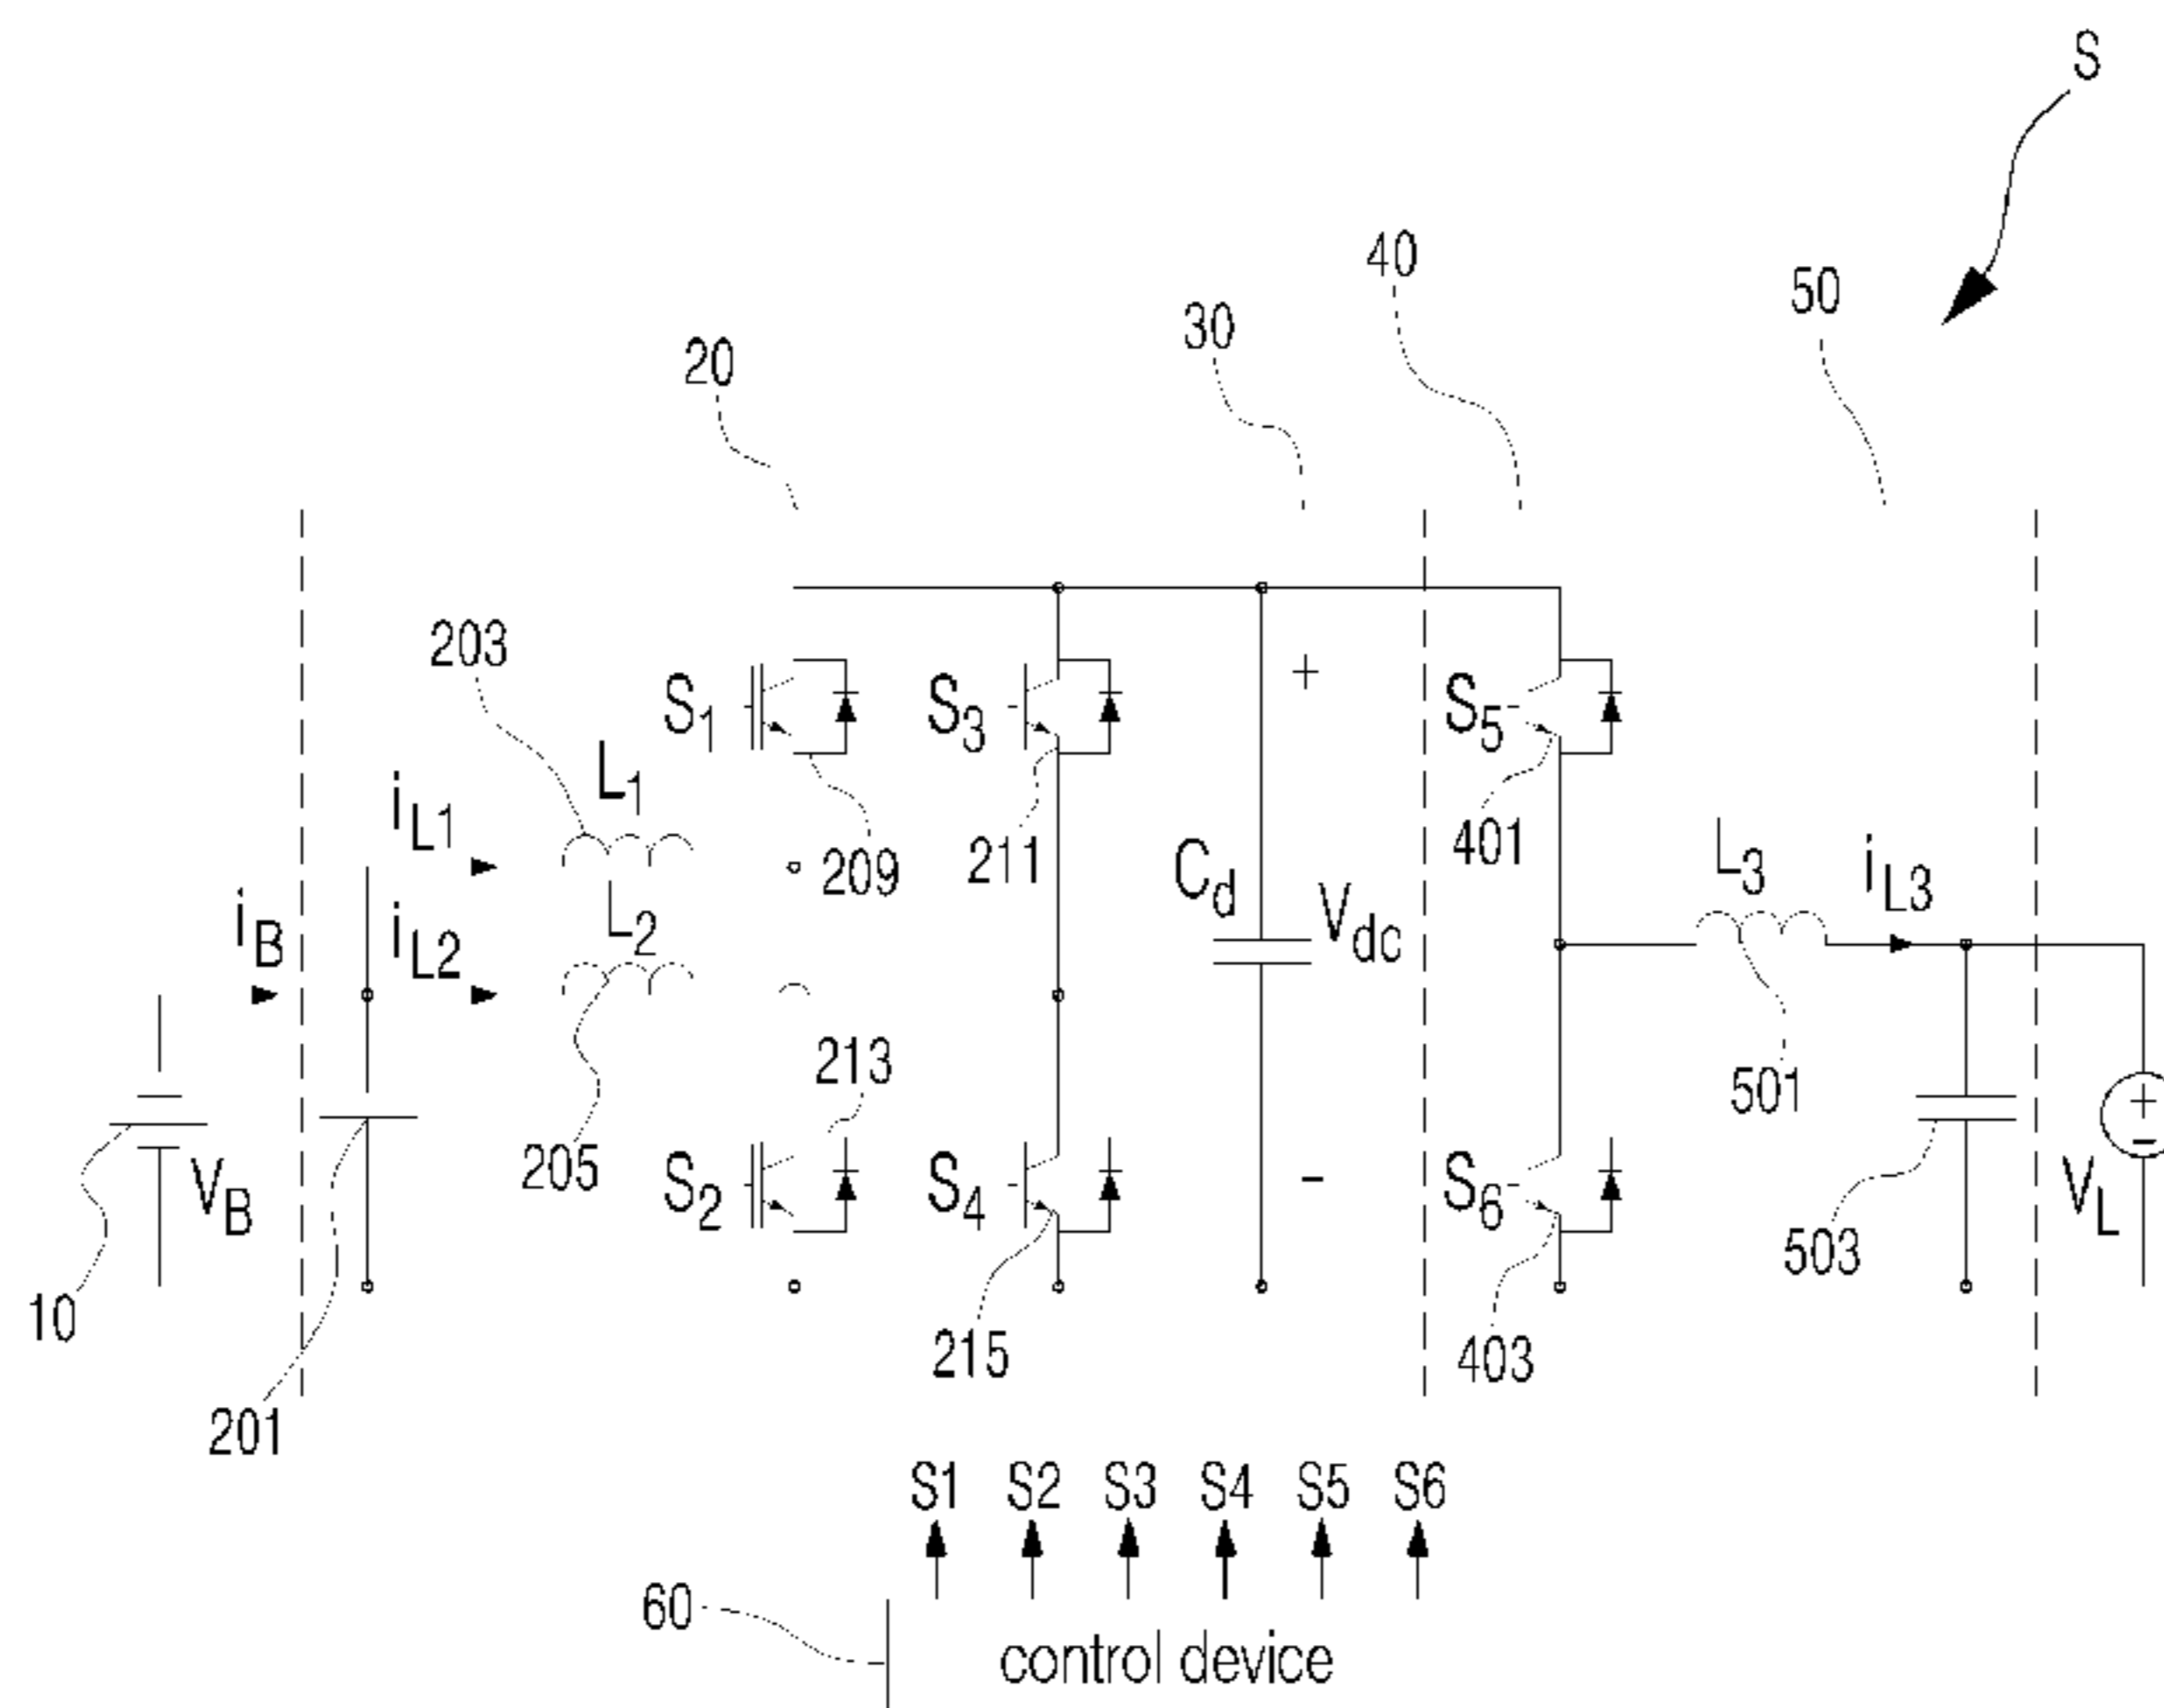 S
40
50
30
20
203
S1
S3
+
S5
L1
iL1
209
211
401
L3
iL3
Cd
Vdc
iB
iL2
L2
213
501
+
-
205
VB
S2
S4
-
S6
VL
503
10
215
403
201
S1 S2 S3 S4 S5 S6
60
control device